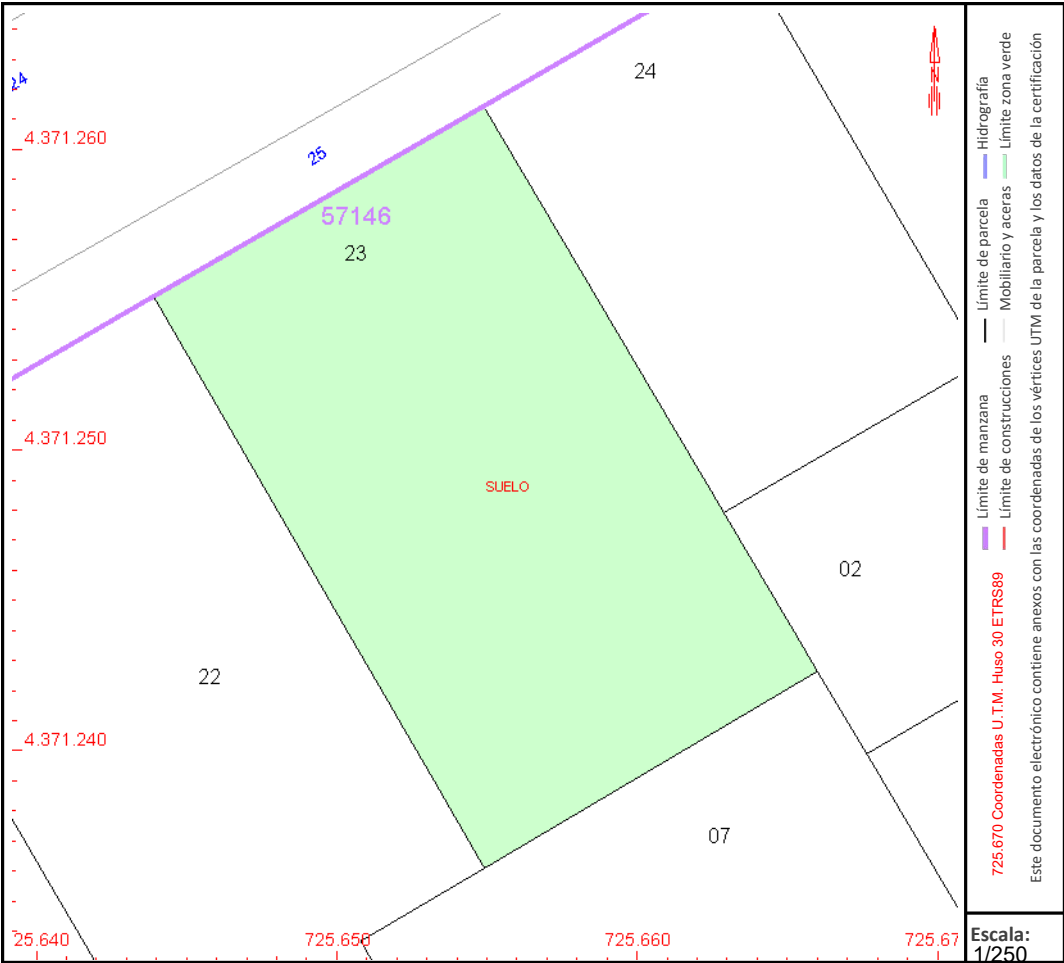 24
24
4.371.260
25
57146
23
4.371.250
SUELO
02
22
4.371.240
07
25.640
725.650
725.660
725.67
N
Hidrografía
Límite zona verde
Límite de parcela
Mobiliario y aceras
Límite de manzana
Límite de construcciones
725.670 Coordenadas U.T.M. Huso 30 ETRS89
Este documento electrónico contiene anexos con las coordenadas de los vértices UTM de la parcela y los datos de la certificación
Escala:
1/250